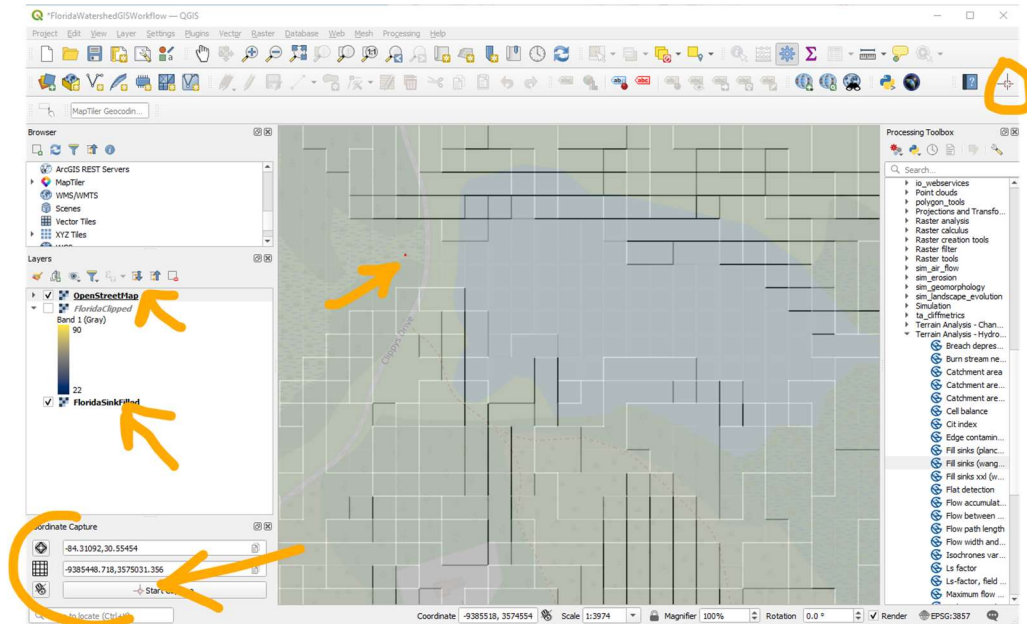 *FloridaWatershedGISWorkflow — QGIS
Project Edit View Layer Settings Plugins Vector Raster Database Web Mesh Processing Help
MapTiler Geocodin...
Browser
ArcGIS REST Servers
MapTiler
WMS/WMTS
Scenes
Vector Tiles
XYZ Tiles
Layers
OpenStreetMap
FloridaClipped
Band 1 (Gray)
90
22
FloridaSinkFilled
Coordinate Capture
-84.31092,30.55454
-9385448.718,3575031.356
Start
to locate (Ctrl+K)
Clippys Drive
Processing Toolbox
Search...
io_webservices
Point clouds
polygon_tools
Projections and Transfo...
Raster analysis
Raster calculus
Raster creation tools
Raster filter
Raster tools
sim_air_flow
sim_erosion
sim_geomorphology
sim_landscape_evolution
Simulation
ta_cliffmetrics
Terrain Analysis - Chan...
Terrain Analysis - Hydro...
Breach depres...
Burn stream ne...
Catchment area
Catchment are...
Catchment are...
Cell balance
Cit index
Edge contamin...
Fill sinks (planc...
Fill sinks (wang...
Fill sinks xxl (w...
Flat detection
Flow accumulat...
Flow between ...
Flow path length
Flow width and...
Isochrones var...
Ls factor
Ls-factor, field ...
Maximum flow ...
Coordinate -9385518, 3574554 Scale 1:3974 Magnifier 100% Rotation 0.0 ° Render EPSG:3857